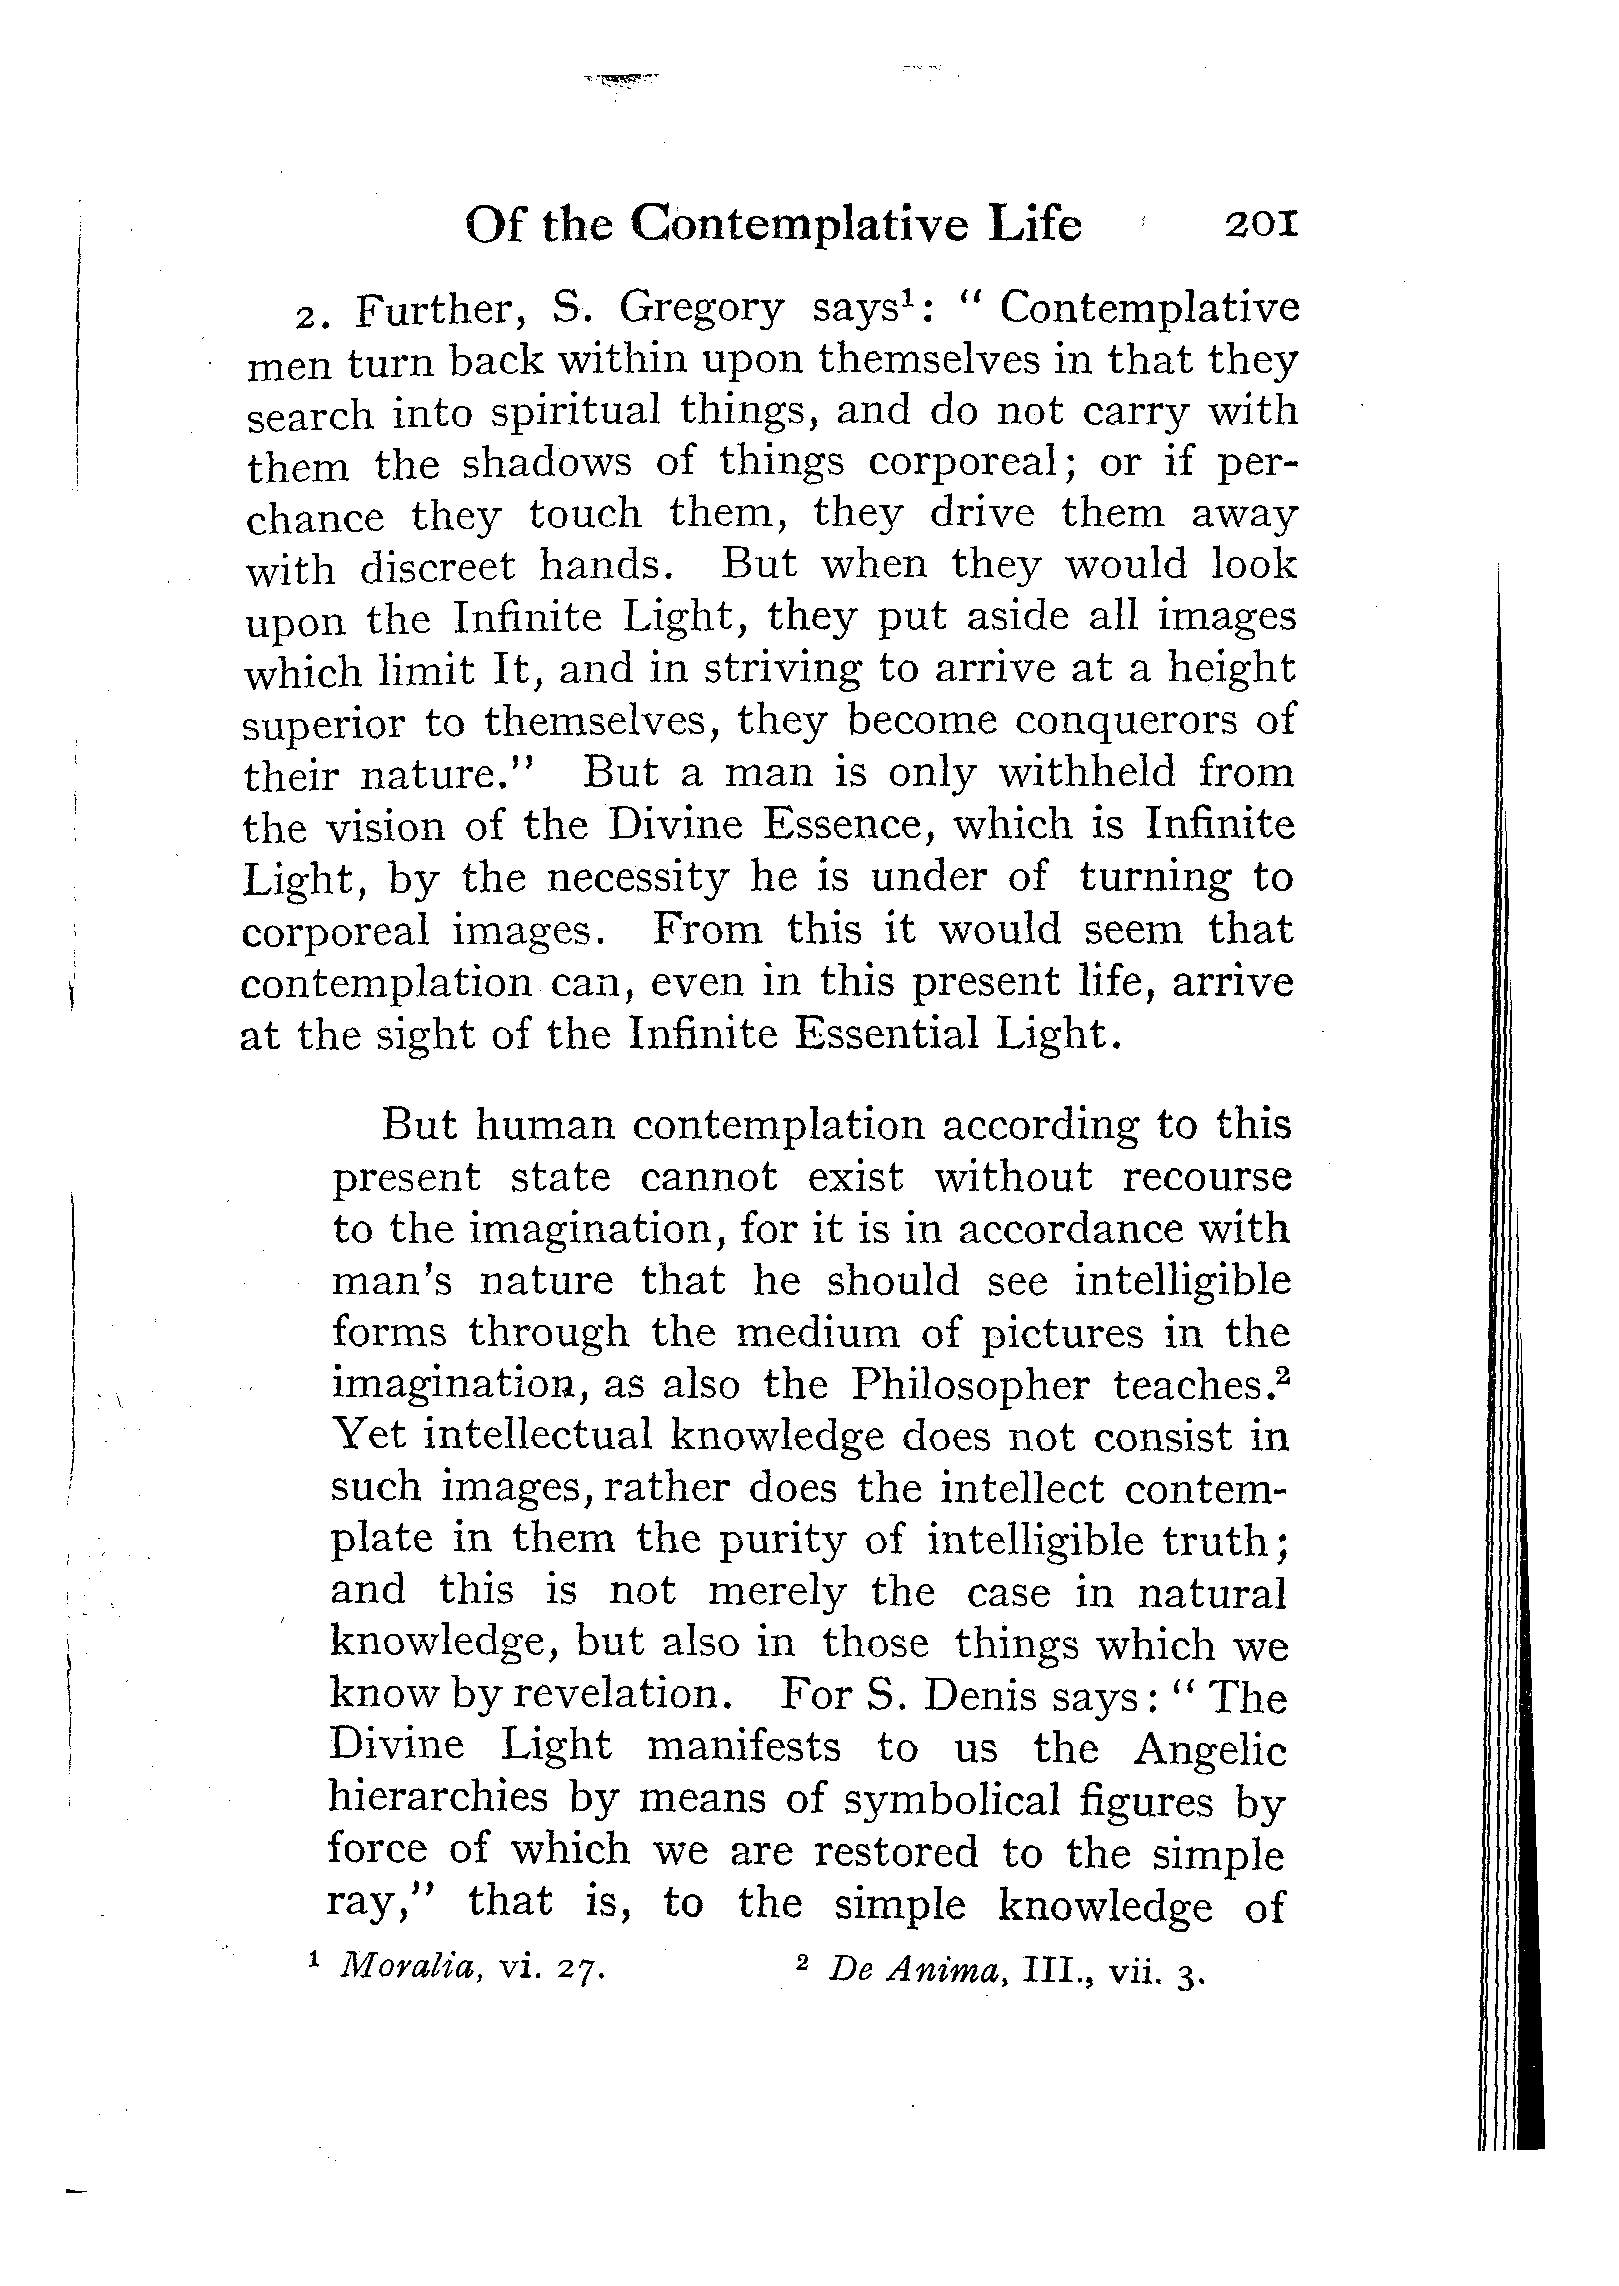 Of the Contemplative Life 201
2. Further, S. Gregory says¹: " Contemplative
men turn back within upon themselves in that they
search into spiritual things, and do not carry with
them the shadows of things corporeal; or if per-
chance they touch them, they drive them away
with discreet hands. But when they would look
upon the Infinite Light, they put aside all images
which limit It, and in striving to arrive at a height
superior to themselves, they become conquerors of
their nature." But a man is only withheld from
the vision of the Divine Essence, which is Infinite
Light, by the necessity he is under of turning to
corporeal images. From this it would seem that
contemplation can, even in this present life, arrive
at the sight of the Infinite Essential Light.
But human contemplation according to this
present state cannot exist without recourse
to the imagination, for it is in accordance with
man's nature that he should see intelligible
forms through the medium of pictures in the
imagination, as also the Philosopher teaches.²
Yet intellectual knowledge does not consist in
such images, rather does the intellect contem-
plate in them the purity of intelligible truth;
and this is not merely the case in natural
knowledge, but also in those things which we
know by revelation. For S. Denis says: " The
Divine Light manifests to us the Angelic
hierarchies by means of symbolical figures by
force of which we are restored to the simple
ray," that is, to the simple knowledge of
¹ Moralia, vi. 27. ² De Anima, III., vii. 3.